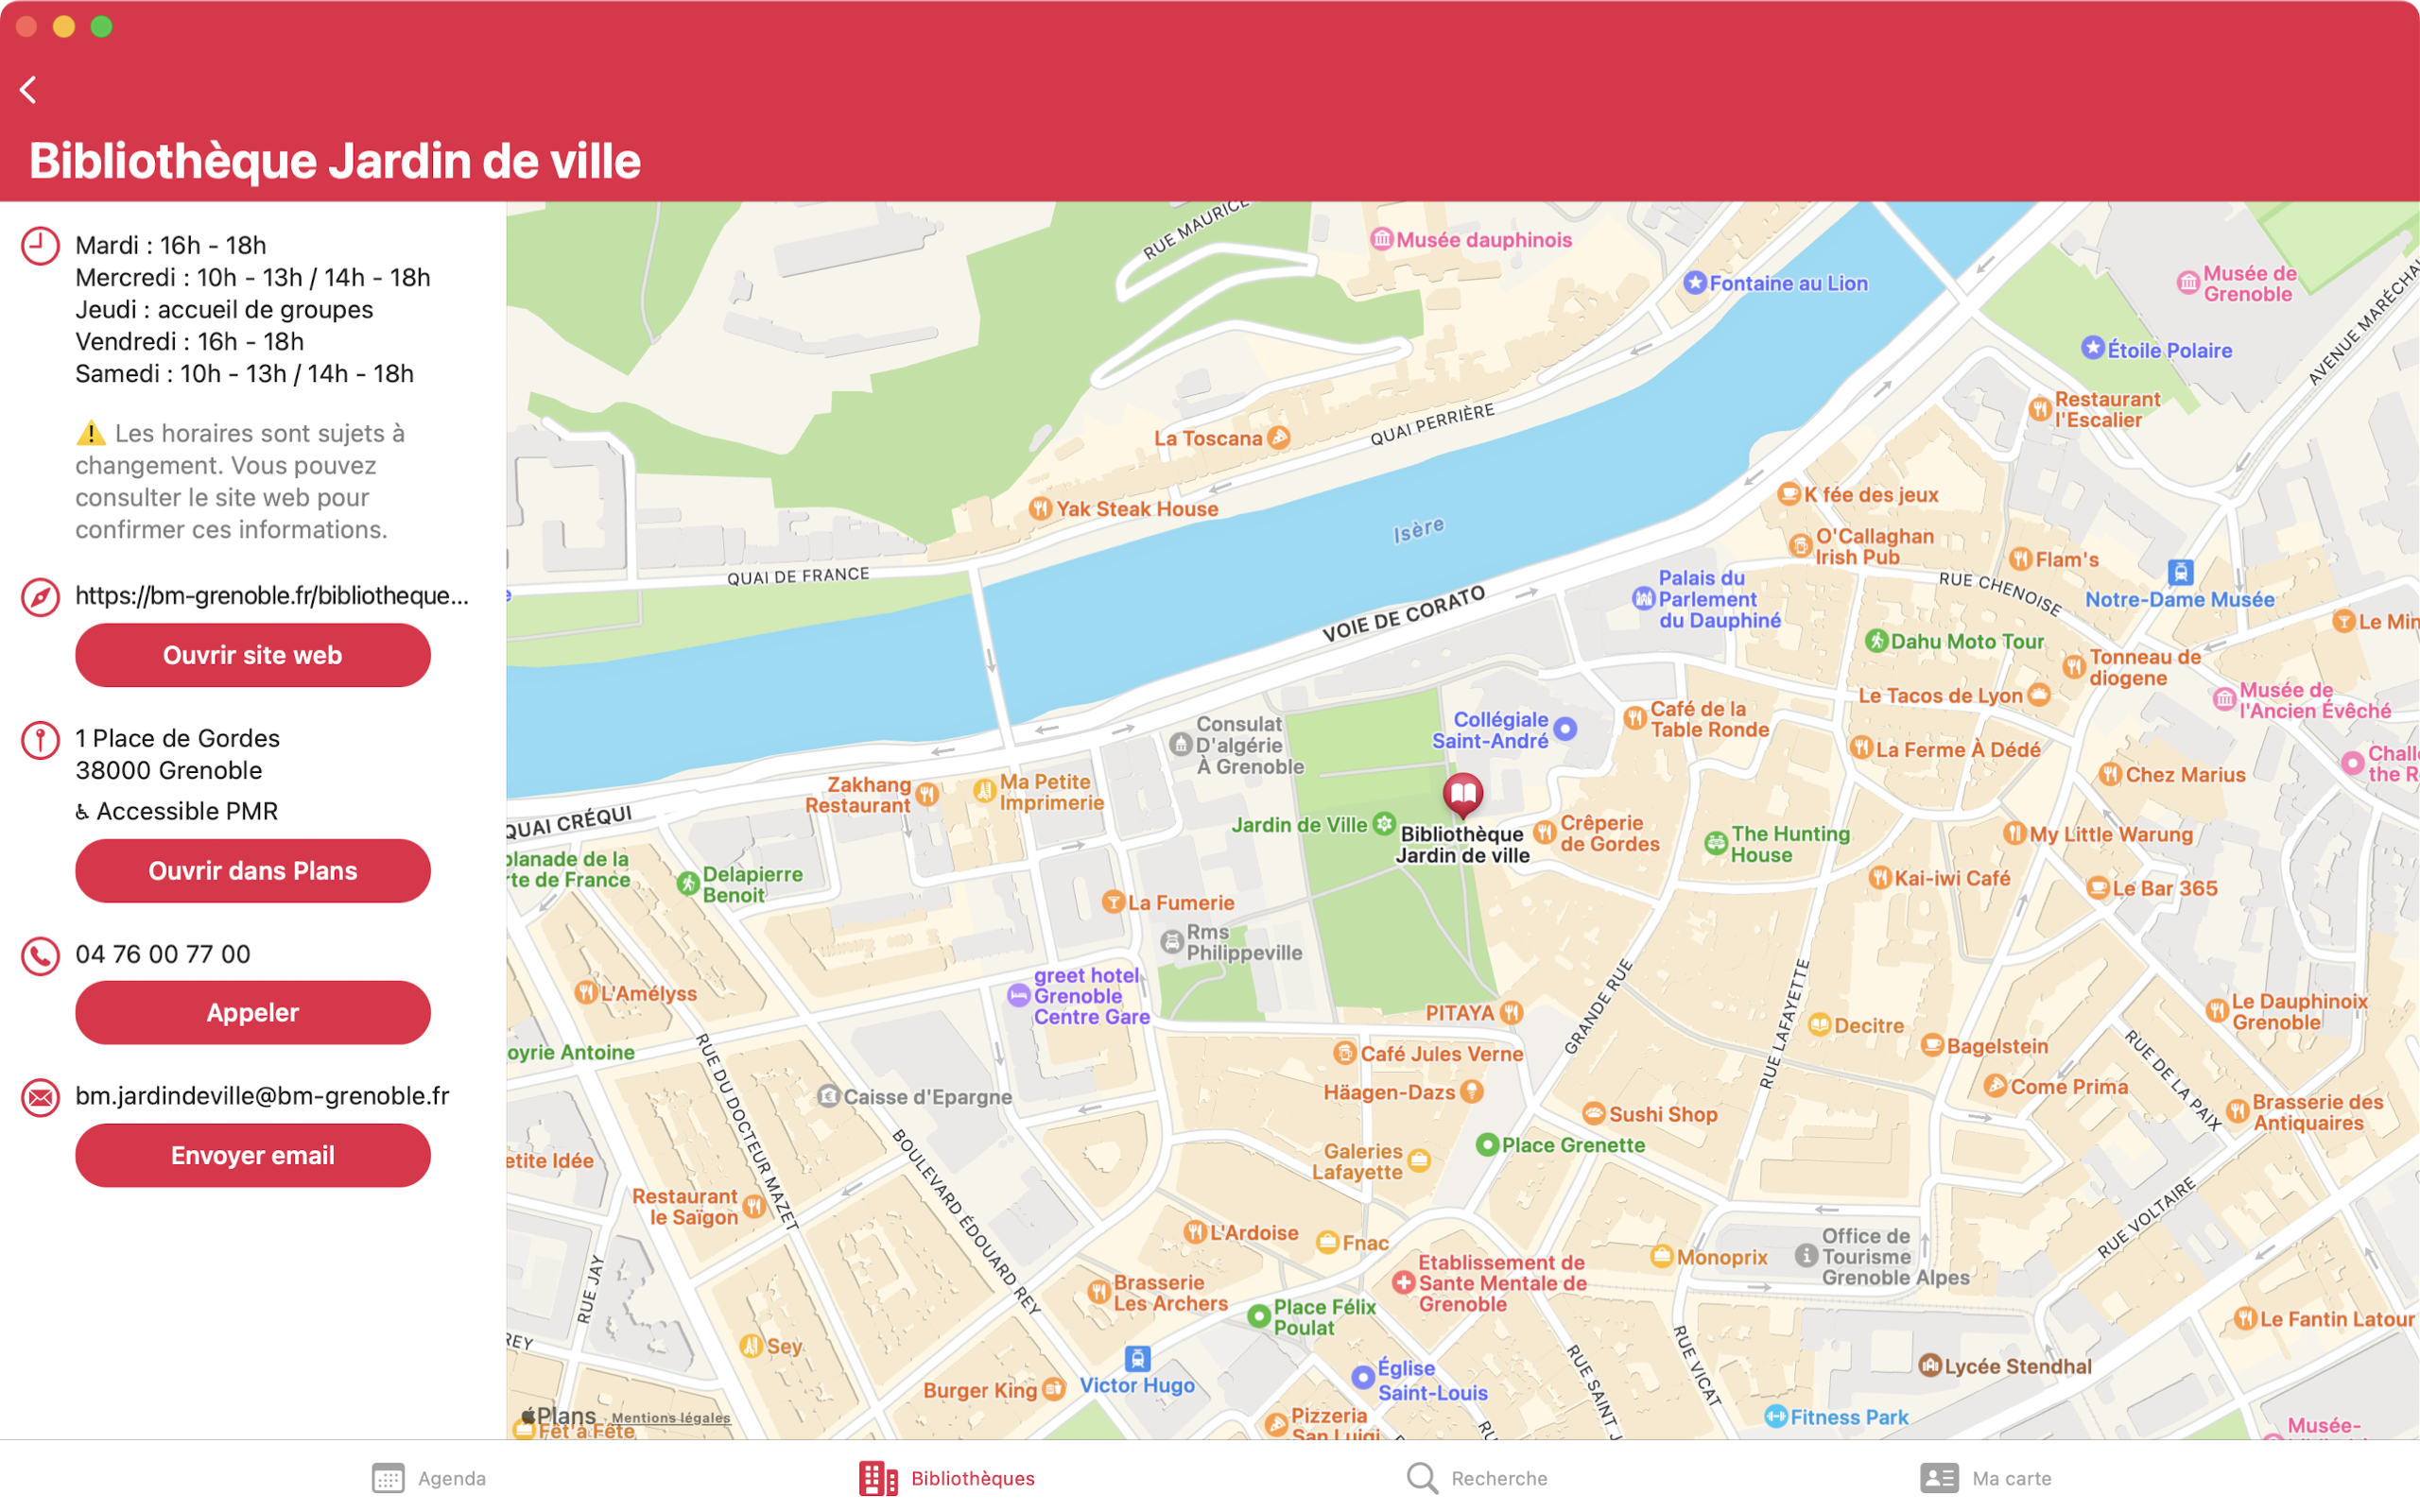 Bibliothèque Jardin de ville
Mardi : 16h - 18h
Mercredi : 10h - 13h / 14h - 18h
Jeudi : accueil de groupes
Vendredi : 16h - 18h
Samedi : 10h - 13h / 14h - 18h
⚠️ Les horaires sont sujets à
changement. Vous pouvez
consulter le site web pour
confirmer ces informations.
https://bm-grenoble.fr/bibliotheque...
Ouvrir site web
1 Place de Gordes
38000 Grenoble
♿ Accessible PMR
Ouvrir dans Plans
04 76 00 77 00
Appeler
bm.jardindeville@bm-grenoble.fr
Envoyer email
RUE MAURICE
Musée dauphinois
Fontaine au Lion
Musée de
Grenoble
Étoile Polaire
AVENUE MARÉCHA
Restaurant
l'Escalier
La Toscana
QUAI PERRIÈRE
Yak Steak House
Isère
K fée des jeux
O'Callaghan
Irish Pub
Flam's
QUAI DE FRANCE
Palais du
Parlement
du Dauphiné
RUE CHENOISE
Notre-Dame Musée
VOIE DE CORATO
Le Min
Dahu Moto Tour
Tonneau de
diogene
Le Tacos de Lyon
Musée de
l'Ancien Évêché
Consulat
D'algérie
À Grenoble
Collégiale
Saint-André
Café de la
Table Ronde
La Ferme À Dédé
Chall
the R
Chez Marius
Zakhang
Restaurant
Ma Petite
Imprimerie
QUAI CRÉQUI
Jardin de Ville
Bibliothèque
Jardin de ville
Crêperie
de Gordes
The Hunting
House
My Little Warung
planade de la
rte de France
Delapierre
Benoit
Kai-iwi Café
Le Bar 365
La Fumerie
Rms
Philippeville
L'Amélyss
greet hotel
Grenoble
Centre Gare
PITAYA
GRANDE RUE
RUE LAFAYETTE
Decitre
Le Dauphinoix
Grenoble
oyrie Antoine
RUE DU DOCTEUR MAZET
Café Jules Verne
Bagelstein
RUE DE LA PAIX
Caisse d'Epargne
Häagen-Dazs
Come Prima
Sushi Shop
Brasserie des
Antiquaires
BOULEVARD ÉDOUARD REY
Place Grenette
etite Idée
Galeries
Lafayette
Restaurant
le Saïgon
L'Ardoise
Fnac
RUE VOLTAIRE
Monoprix
Office de
Tourisme
Grenoble Alpes
Etablissement de
Sante Mentale de
Grenoble
RUE JAY
Brasserie
Les Archers
Place Félix
Poulat
Le Fantin Latour
REY
Sey
RUE VICAT
RUE SAINT J
Lycée Stendhal
Victor Hugo
Église
Saint-Louis
Burger King
Plans
Mentions légales
Fêt'à Fête
Pizzeria
San Luigi
RU
Fitness Park
Musée-
Agenda
Bibliothèques
Recherche
Ma carte